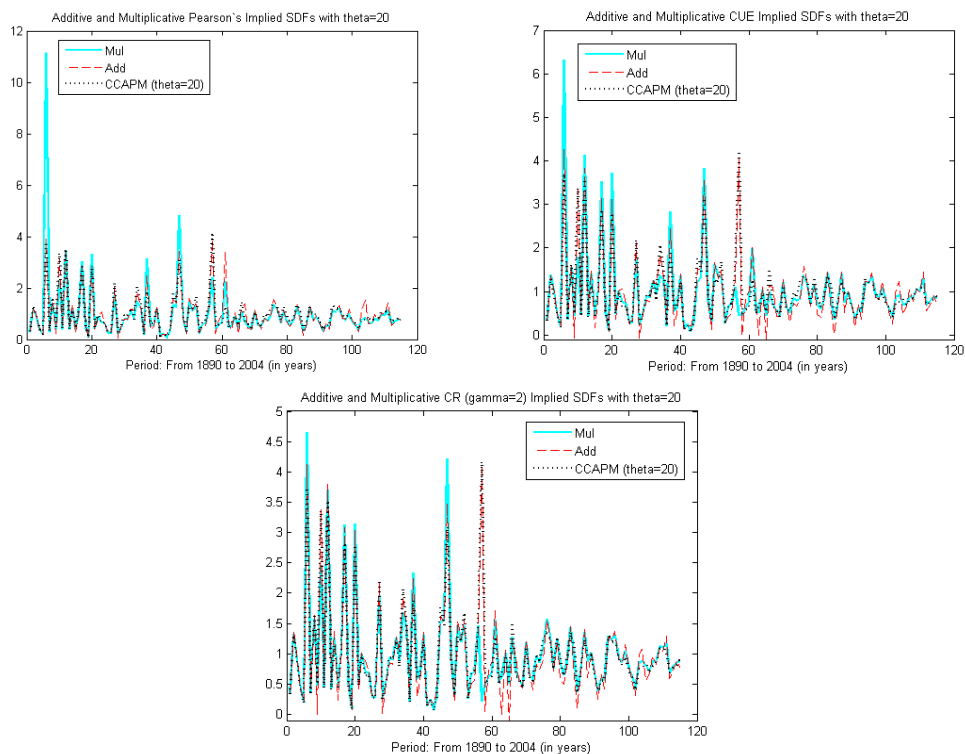 Additive and Multiplicative Pearson`s Implied SDFs with theta=20
12
10
8
6
4
2
0
Mul
Add
CCAPM (theta=20)
0 20 40 60 80 100 120
Period: From 1890 to 2004 (in years)
Additive and Multiplicative CUE Implied SDFs with theta=20
7
6
5
4
3
2
1
0
Mul
Add
CCAPM (theta=20)
0 20 40 60 80 100 120
Period: From 1890 to 2004 (in years)
Additive and Multiplicative CR (gamma=2) Implied SDFs with theta=20
5
4.5
4
3.5
3
2.5
2
1.5
1
0.5
0
Mul
Add
CCAPM (theta=20)
0 20 40 60 80 100 120
Period: From 1890 to 2004 (in years)